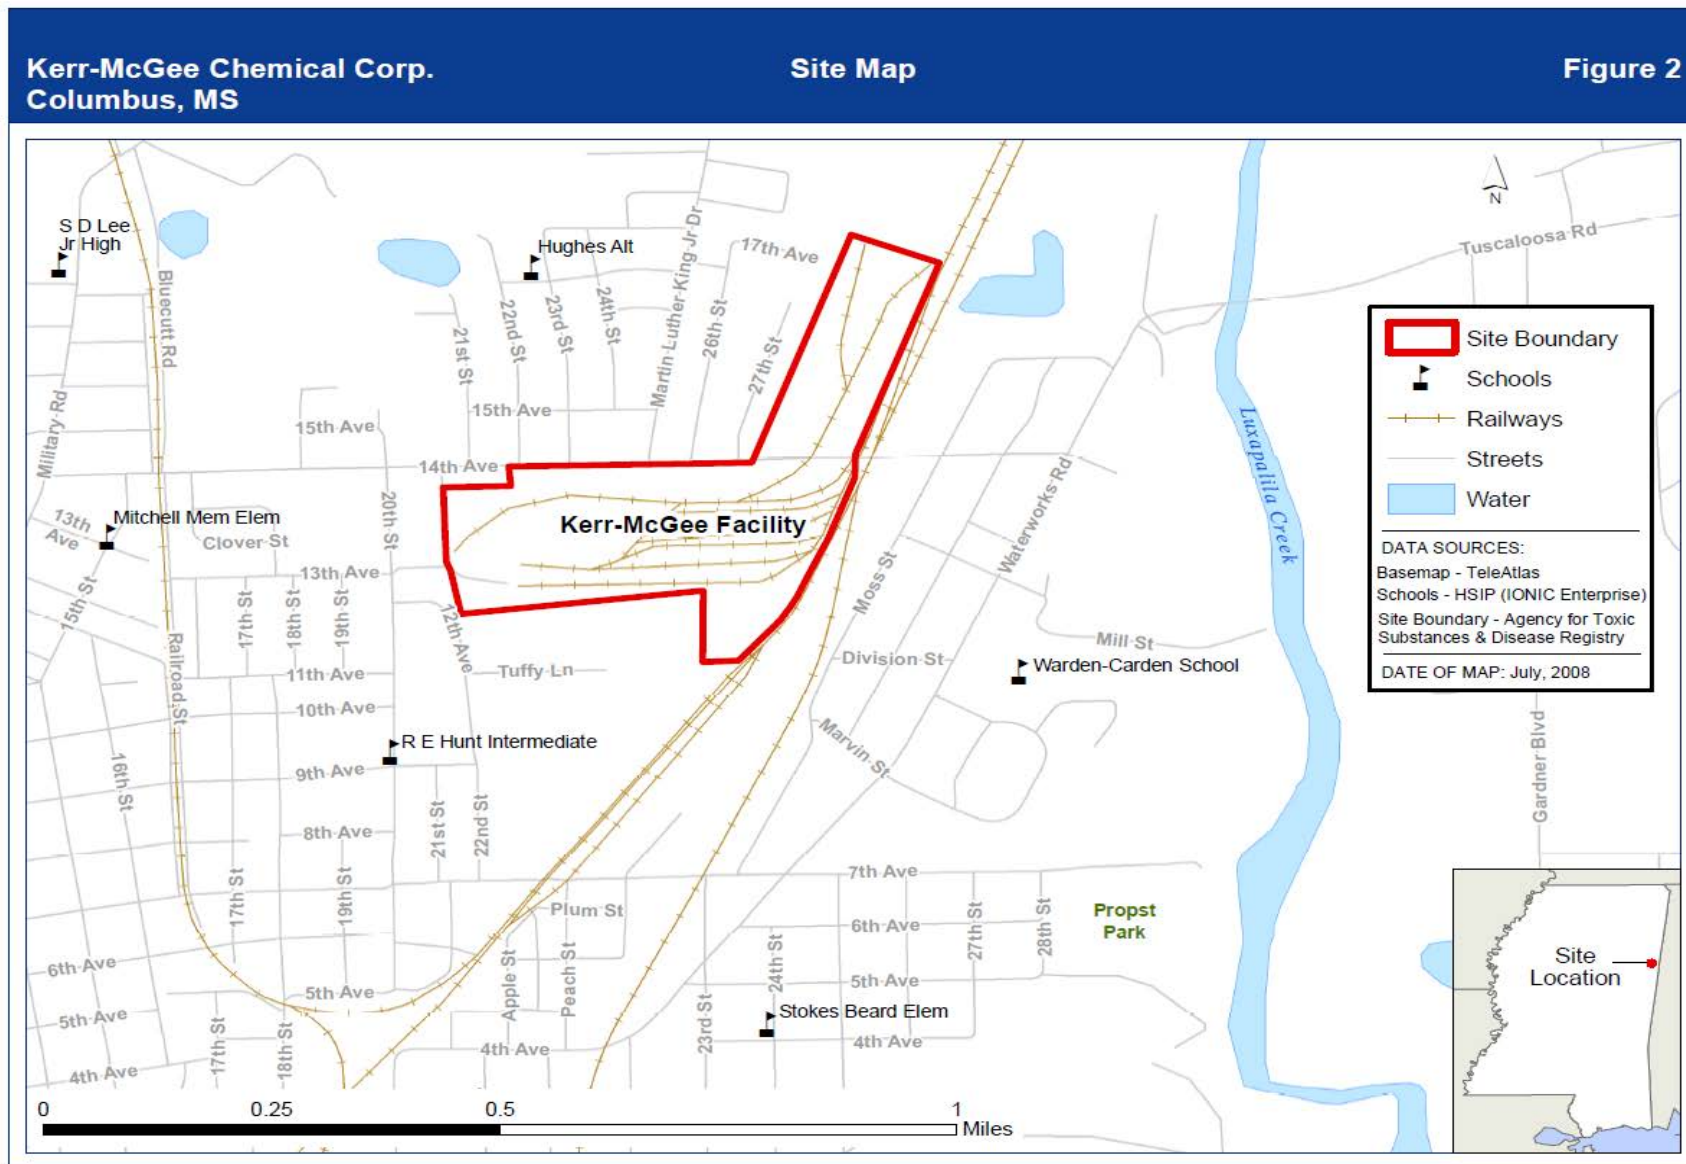 Kerr-McGee Chemical Corp.
Columbus, MS
Site Map
Figure 2
S D Lee
Jr High
Hughes Alt
17th Ave
N
Tuscaloosa Rd
Bluecutt Rd
21st St
22nd St
23rd St
24th St
Martin Luther King Jr Dr
26th St
27th St
Site Boundary
Schools
Railways
Streets
Water
DATA SOURCES:
Basemap - TeleAtlas
Schools - HSIP (IONIC Enterprise)
Site Boundary - Agency for Toxic
Substances & Disease Registry
DATE OF MAP: July, 2008
Military Rd
15th Ave
15th Ave
14th Ave
Luxapalila Creek
13th
Ave
Mitchell Mem Elem
Clover St
20th St
Kerr-McGee Facility
Waterworks Rd
Moss St
13th Ave
15th St
17th St
18th St
19th St
12th Ave
Mill St
Railroad St
11th Ave
Tuffy Ln
Division St
Warden-Carden School
10th Ave
Marvin St
R E Hunt Intermediate
9th Ave
16th St
Gardner Blvd
8th Ave
21st St
22nd St
7th Ave
17th St
19th St
Plum St
6th Ave
24th St
27th St
28th St
Propst
Park
6th Ave
5th Ave
Apple St
Peach St
5th Ave
Site
Location
5th Ave
17th St
18th St
23rd St
Stokes Beard Elem
4th Ave
4th Ave
4th Ave
0
0.25
0.5
1
Miles